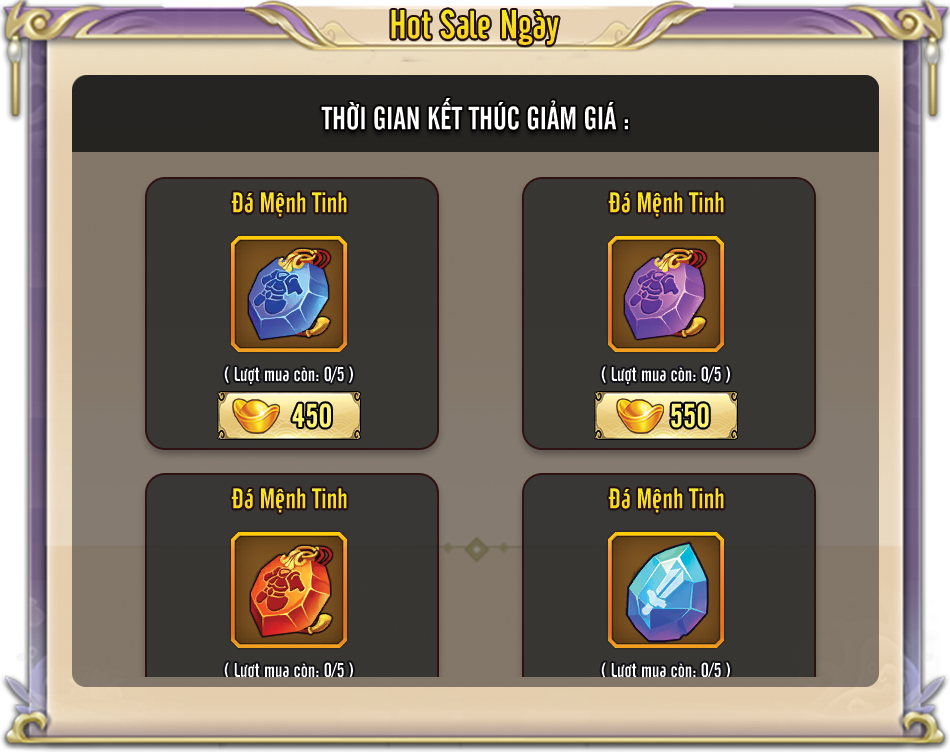 Hot Sale Ngày
THỜI GIAN KẾT THÚC GIẢM GIÁ :
Đá Mệnh Tinh
Đá Mệnh Tinh
( Lượt mua còn: 0/5 )
( Lượt mua còn: 0/5 )
450
550
Đá Mệnh Tinh
Đá Mệnh Tinh
( Lượt mua còn: 0/5 )
( Lượt mua còn: 0/5 )